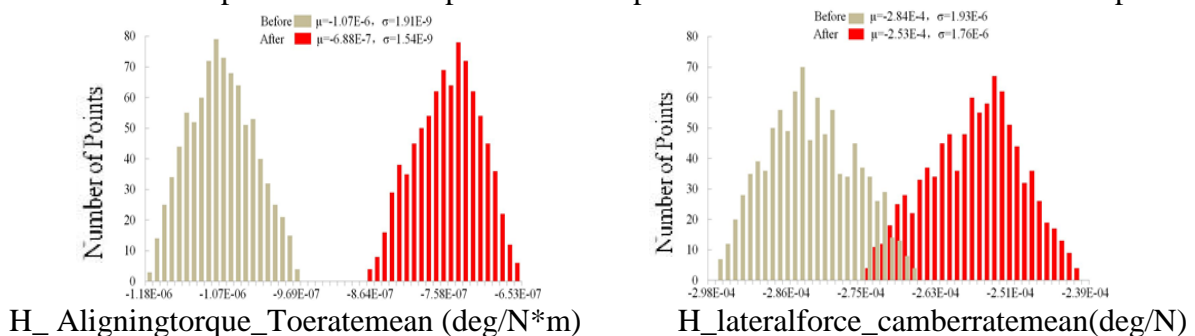 Before μ=-1.07E-6, σ=1.91E-9
After μ=-6.88E-7, σ=1.54E-9
80
70
60
50
40
30
20
10
0
Number of Points
-1.18E-06 -1.07E-06 -9.69E-07 -8.64E-07 -7.58E-07 -6.53E-07
H_ Aligningtorque_Toeratemean (deg/N*m)
Before μ=-2.84E-4, σ=1.93E-6
After μ=-2.53E-4, σ=1.76E-6
80
70
60
50
40
30
20
10
0
Number of Points
-2.98E-04 -2.86E-04 -2.75E-04 -2.63E-04 -2.51E-04 -2.39E-04
H_lateralforce_camberratemean(deg/N)